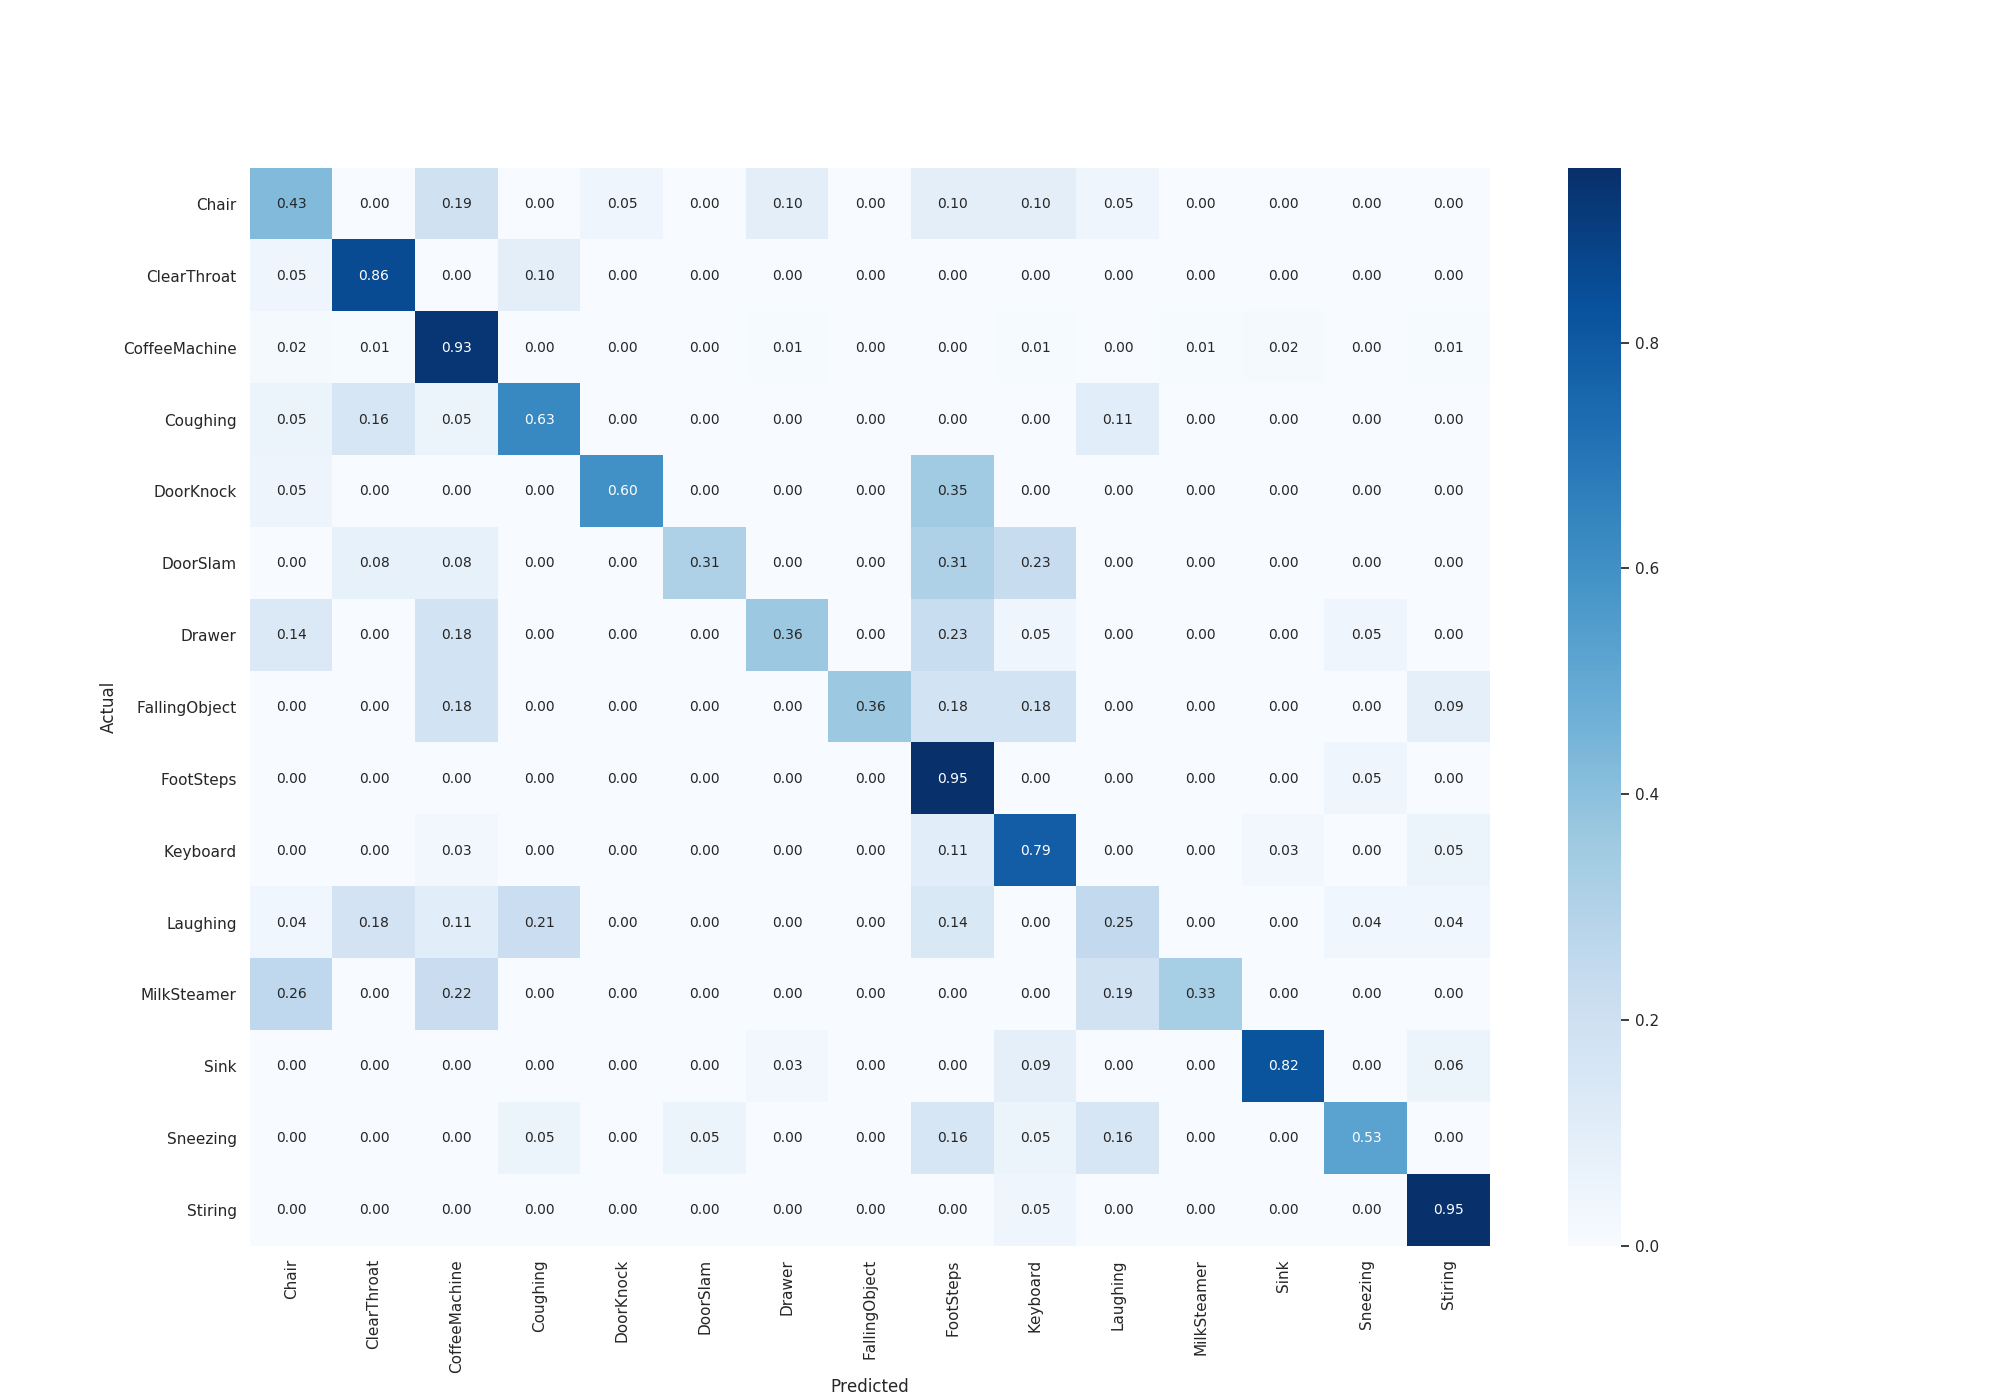 Chair 0.43 0.00 0.19 0.00 0.05 0.00 0.10 0.00 0.10 0.10 0.05 0.00 0.00 0.00 0.00
ClearThroat 0.05 0.86 0.00 0.10 0.00 0.00 0.00 0.00 0.00 0.00 0.00 0.00 0.00 0.00 0.00
CoffeeMachine 0.02 0.01 0.93 0.00 0.00 0.00 0.01 0.00 0.00 0.01 0.00 0.01 0.02 0.00 0.01
0.8
Coughing 0.05 0.16 0.05 0.63 0.00 0.00 0.00 0.00 0.00 0.00 0.11 0.00 0.00 0.00 0.00
DoorKnock 0.05 0.00 0.00 0.00 0.60 0.00 0.00 0.00 0.35 0.00 0.00 0.00 0.00 0.00 0.00
DoorSlam 0.00 0.08 0.08 0.00 0.00 0.31 0.00 0.00 0.31 0.23 0.00 0.00 0.00 0.00 0.00
0.6
Drawer 0.14 0.00 0.18 0.00 0.00 0.00 0.36 0.00 0.23 0.05 0.00 0.00 0.00 0.05 0.00
Actual
FallingObject 0.00 0.00 0.18 0.00 0.00 0.00 0.00 0.36 0.18 0.18 0.00 0.00 0.00 0.00 0.09
FootSteps 0.00 0.00 0.00 0.00 0.00 0.00 0.00 0.00 0.95 0.00 0.00 0.00 0.00 0.05 0.00
0.4
Keyboard 0.00 0.00 0.03 0.00 0.00 0.00 0.00 0.00 0.11 0.79 0.00 0.00 0.03 0.00 0.05
Laughing 0.04 0.18 0.11 0.21 0.00 0.00 0.00 0.00 0.14 0.00 0.25 0.00 0.00 0.04 0.04
MilkSteamer 0.26 0.00 0.22 0.00 0.00 0.00 0.00 0.00 0.00 0.00 0.19 0.33 0.00 0.00 0.00
0.2
Sink 0.00 0.00 0.00 0.00 0.00 0.00 0.03 0.00 0.00 0.09 0.00 0.00 0.82 0.00 0.06
Sneezing 0.00 0.00 0.00 0.05 0.00 0.05 0.00 0.00 0.16 0.05 0.16 0.00 0.00 0.53 0.00
Stiring 0.00 0.00 0.00 0.00 0.00 0.00 0.00 0.00 0.00 0.05 0.00 0.00 0.00 0.00 0.95
0.0
Chair
ClearThroat
CoffeeMachine
Coughing
DoorKnock
DoorSlam
Drawer
FallingObject
FootSteps
Keyboard
Laughing
MilkSteamer
Sink
Sneezing
Stiring
Predicted